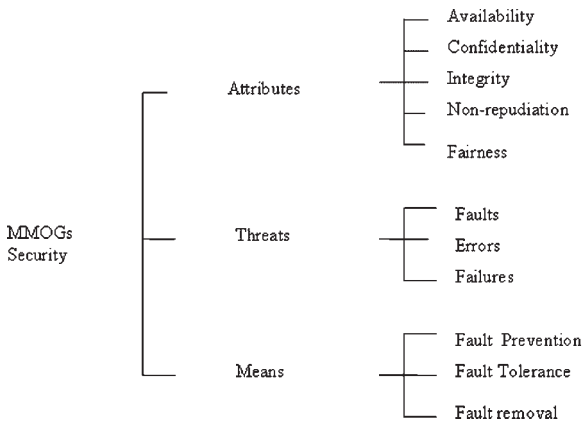 Availability
Confidentiality
Attributes
Integrity
Non-repudiation
Fairness
MMOGs
Security
Threats
Faults
Errors
Failures
Means
Fault Prevention
Fault Tolerance
Fault removal